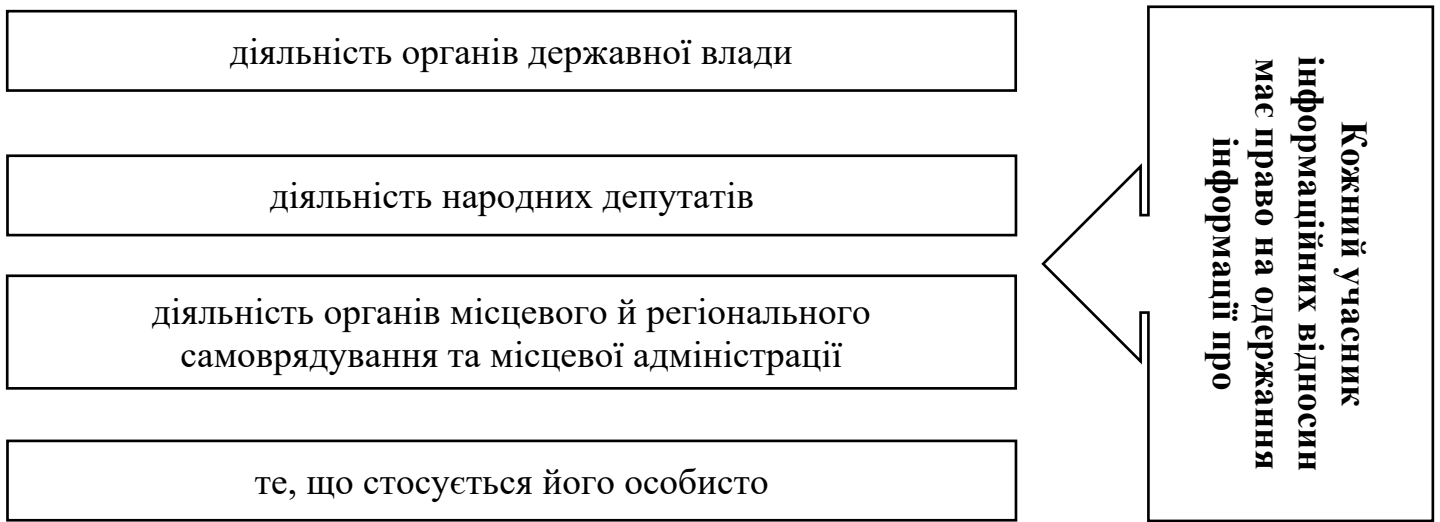 діяльність органів державної влади
діяльність народних депутатів
діяльність органів місцевого й регіонального
самоврядування та місцевої адміністрації
те, що стосується його особисто
Кожний учасник
інформаційних відносин
має право на одержання
інформації про